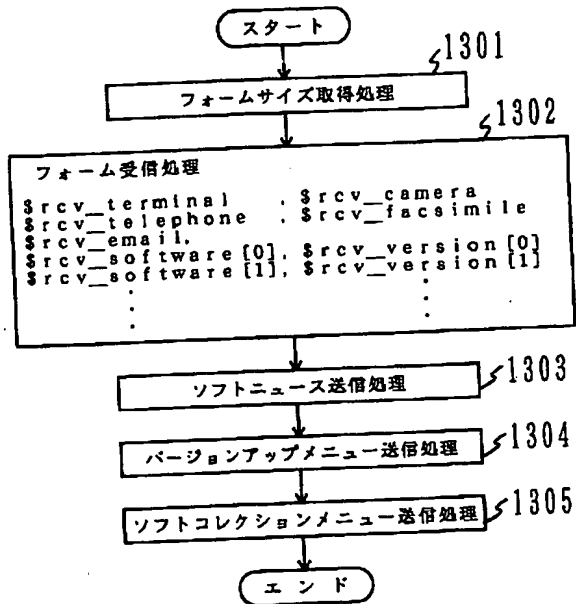 スタート
1301
フォームサイズ取得処理
1302
フォーム受信処理
$rcv_terminal , $rcv_camera
$rcv_telephone , $rcv_facsimile
$rcv_email,
$rcv_software[0], $rcv_version[0]
$rcv_software[1], $rcv_version[1]
ソフトニュース送信処理
1303
バージョンアップメニュー送信処理
1304
ソフトコレクションメニュー送信処理
1305
エンド